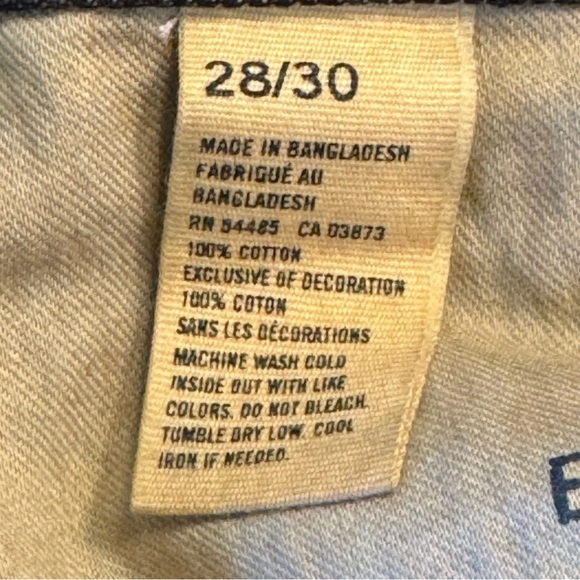 28/30
MADE IN BANGLADESH
FABRIQUÉ AU
BANGLADESH
RN 54485 CA 03873
100% COTTON
EXCLUSIVE OF DECORATION
100% COTON
SANS LES DÉCORATIONS
MACHINE WASH COLD
INSIDE OUT WITH LIKE
COLORS. DO NOT BLEACH.
TUMBLE DRY LOW. COOL
IRON IF NEEDED.
E